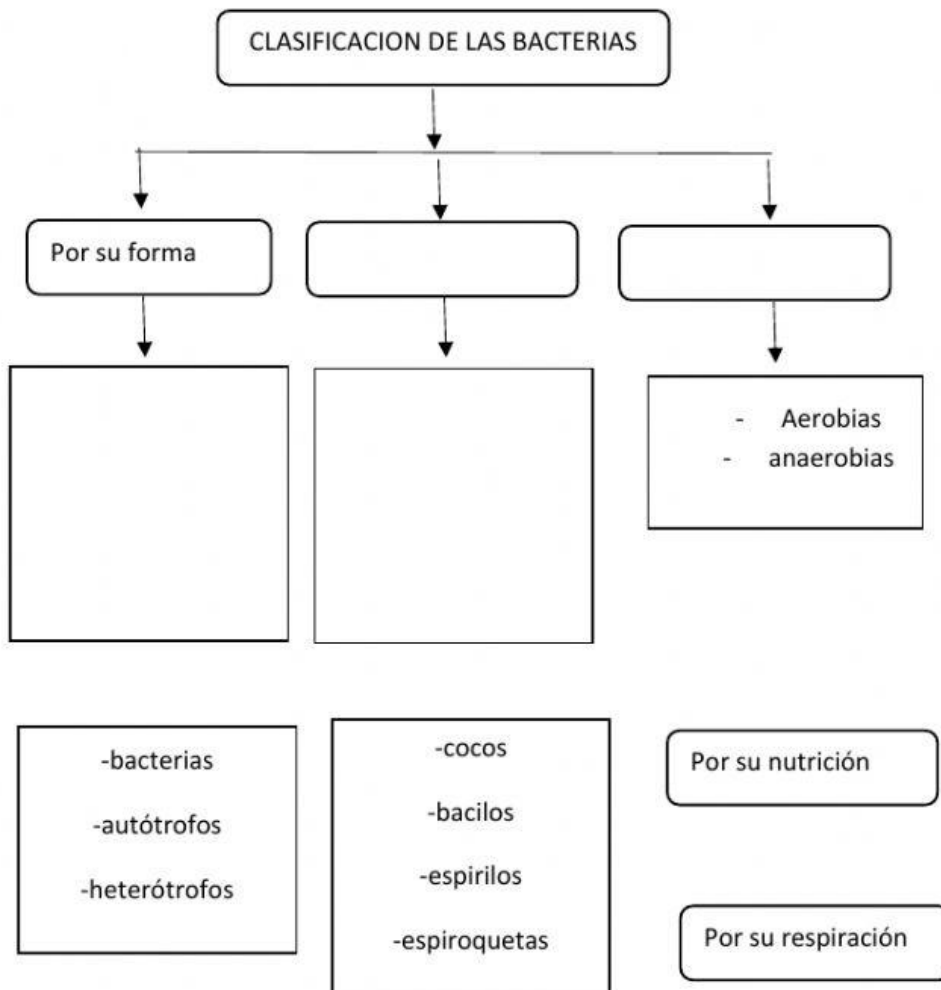 CLASIFICACION DE LAS BACTERIAS
Por su forma
- Aerobias
- anaerobias
-bacterias
-autótrofos
-heterótrofos
-cocos
-bacilos
-espirilos
-espiroquetas
Por su nutrición
Por su respiración